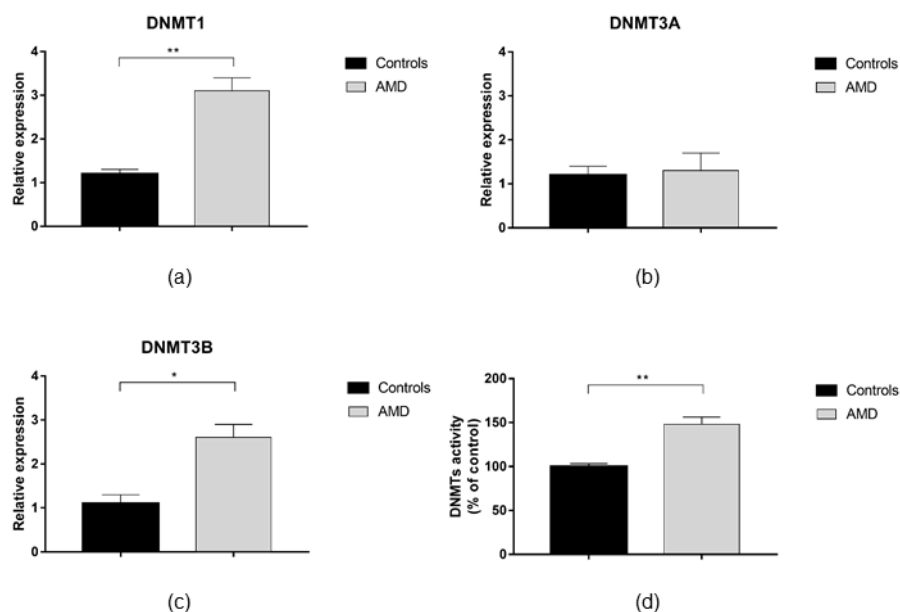 DNMT1
4
3
2
1
0
Relative expression
**
Controls
AMD
(a)
DNMT3A
4
3
2
1
0
Relative expression
Controls
AMD
(b)
DNMT3B
4
3
2
1
0
Relative expression
*
Controls
AMD
(c)
200
150
100
50
0
DNMTs activity
(% of control)
**
Controls
AMD
(d)